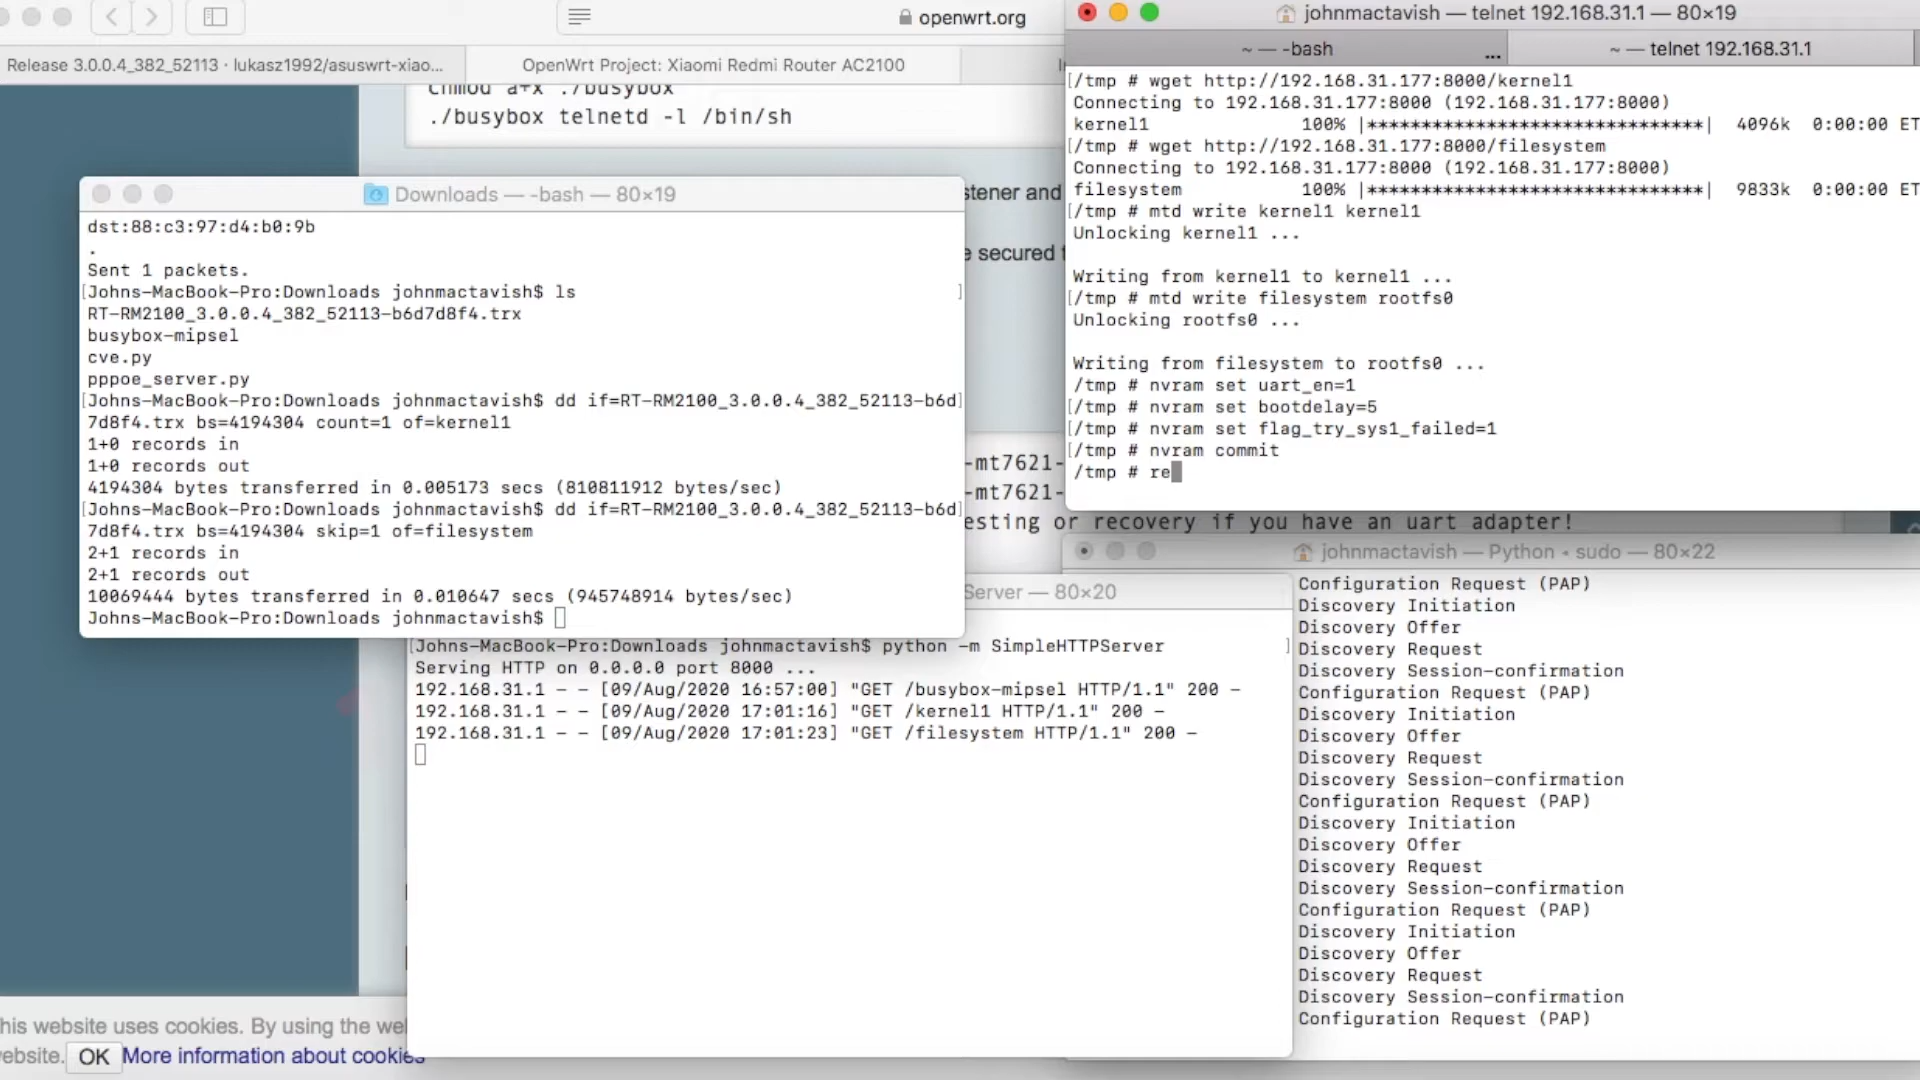 openwrt.org
Release 3.0.0.4_382_52113 · lukasz1992/asuswrt-xiao...
OpenWrt Project: Xiaomi Redmi Router AC2100
chmod a+x ./busybox
./busybox telnetd -l /bin/sh
stener and
e secured
-mt7621-
-mt7621-
esting or recovery if you have an uart adapter!
his website uses cookies. By using the we
ebsite. OK More information about cookies
Downloads — -bash — 80×19
dst:88:c3:97:d4:b0:9b
.
Sent 1 packets.
[Johns-MacBook-Pro:Downloads johnmactavish$ ls ]
RT-RM2100_3.0.0.4_382_52113-b6d7d8f4.trx
busybox-mipsel
cve.py
pppoe_server.py
[Johns-MacBook-Pro:Downloads johnmactavish$ dd if=RT-RM2100_3.0.0.4_382_52113-b6d]
7d8f4.trx bs=4194304 count=1 of=kernel1
1+0 records in
1+0 records out
4194304 bytes transferred in 0.005173 secs (810811912 bytes/sec)
[Johns-MacBook-Pro:Downloads johnmactavish$ dd if=RT-RM2100_3.0.0.4_382_52113-b6d]
7d8f4.trx bs=4194304 skip=1 of=filesystem
2+1 records in
2+1 records out
10069444 bytes transferred in 0.010647 secs (945748914 bytes/sec)
Johns-MacBook-Pro:Downloads johnmactavish$
Server — 80×20
[Johns-MacBook-Pro:Downloads johnmactavish$ python -m SimpleHTTPServer ]
Serving HTTP on 0.0.0.0 port 8000 ...
192.168.31.1 - - [09/Aug/2020 16:57:00] "GET /busybox-mipsel HTTP/1.1" 200 -
192.168.31.1 - - [09/Aug/2020 17:01:16] "GET /kernel1 HTTP/1.1" 200 -
192.168.31.1 - - [09/Aug/2020 17:01:23] "GET /filesystem HTTP/1.1" 200 -
johnmactavish — telnet 192.168.31.1 — 80×19
~ — -bash ...
~ — telnet 192.168.31.1
[/tmp # wget http://192.168.31.177:8000/kernel1
Connecting to 192.168.31.177:8000 (192.168.31.177:8000)
kernel1 100% |*******************************| 4096k 0:00:00 ET
[/tmp # wget http://192.168.31.177:8000/filesystem
Connecting to 192.168.31.177:8000 (192.168.31.177:8000)
filesystem 100% |*******************************| 9833k 0:00:00 ET
[/tmp # mtd write kernel1 kernel1
Unlocking kernel1 ...
Writing from kernel1 to kernel1 ...
[/tmp # mtd write filesystem rootfs0
Unlocking rootfs0 ...
Writing from filesystem to rootfs0 ...
/tmp # nvram set uart_en=1
[/tmp # nvram set bootdelay=5
[/tmp # nvram set flag_try_sys1_failed=1
[/tmp # nvram commit
/tmp # re
johnmactavish — Python • sudo — 80×22
Configuration Request (PAP)
Discovery Initiation
Discovery Offer
Discovery Request
Discovery Session-confirmation
Configuration Request (PAP)
Discovery Initiation
Discovery Offer
Discovery Request
Discovery Session-confirmation
Configuration Request (PAP)
Discovery Initiation
Discovery Offer
Discovery Request
Discovery Session-confirmation
Configuration Request (PAP)
Discovery Initiation
Discovery Offer
Discovery Request
Discovery Session-confirmation
Configuration Request (PAP)